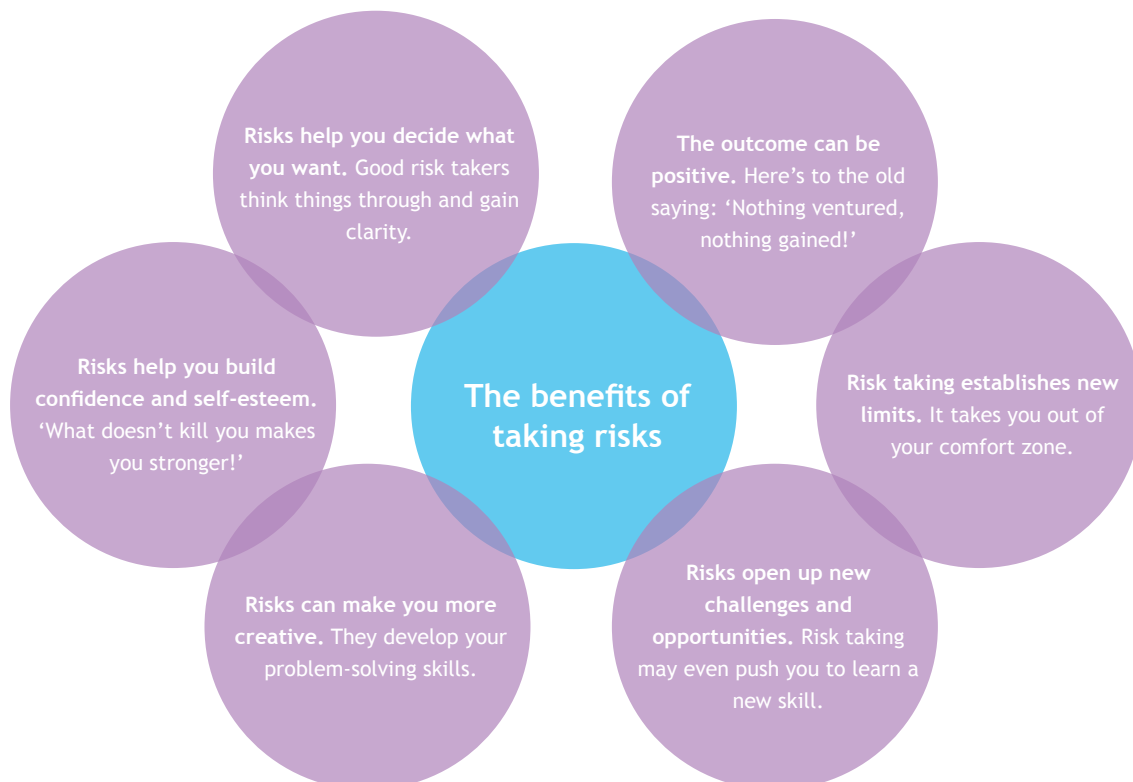 Risks help you decide what
you want. Good risk takers
think things through and gain
clarity.
The outcome can be
positive. Here’s to the old
saying: ‘Nothing ventured,
nothing gained!’
Risks help you build
confidence and self-esteem.
‘What doesn’t kill you makes
you stronger!’
The benefits of
taking risks
Risk taking establishes new
limits. It takes you out of
your comfort zone.
Risks can make you more
creative. They develop your
problem-solving skills.
Risks open up new
challenges and
opportunities. Risk taking
may even push you to learn a
new skill.